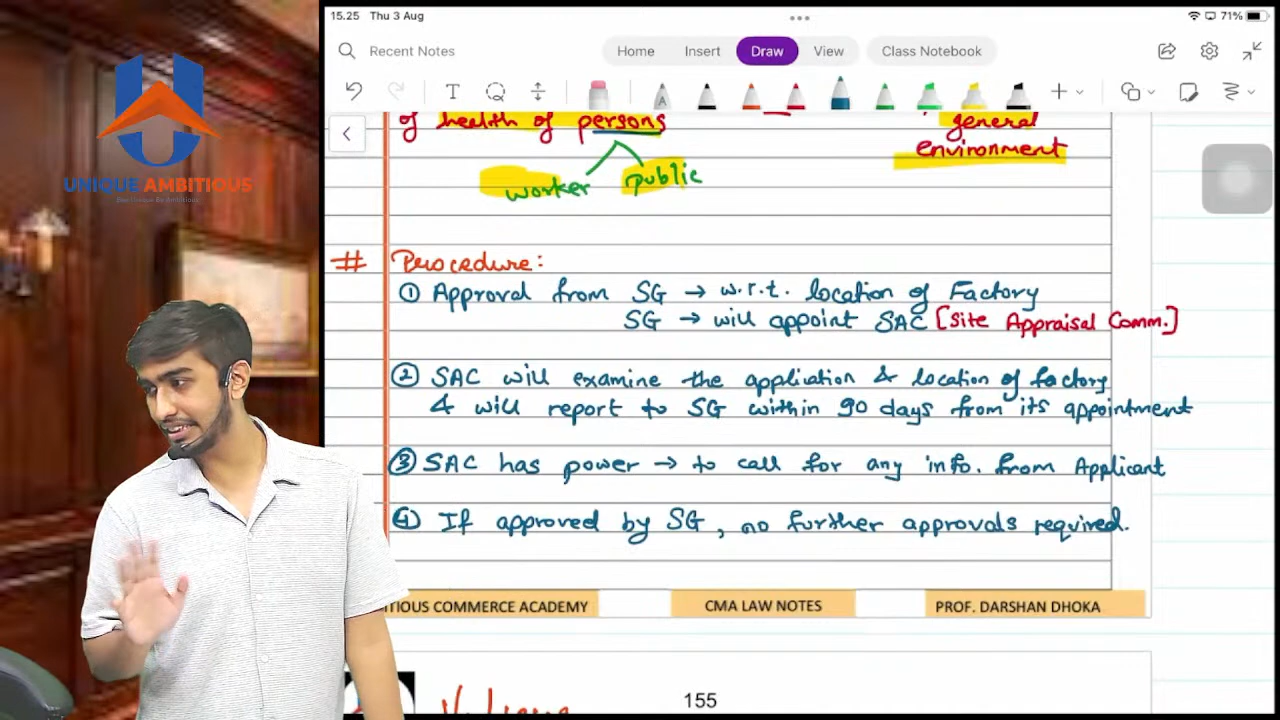 15.25 Thu 3 Aug
71%
Recent Notes
Home Insert Draw View Class Notebook
UNIQUE AMBITIOUS
Bee Unique Be Ambitious
of health of persons
general
environment
worker public
# Procedure:
① Approval from SG → w.r.t. location of Factory
SG → will appoint SAC [Site Appraisal Comm.]
② SAC will examine the application & location of factory
& will report to SG within 90 days from its appointment
③ SAC has power → to call for any info. from Applicant
④ If approved by SG, no further approvals required.
ITIOUS COMMERCE ACADEMY
CMA LAW NOTES
PROF. DARSHAN DHOKA
155